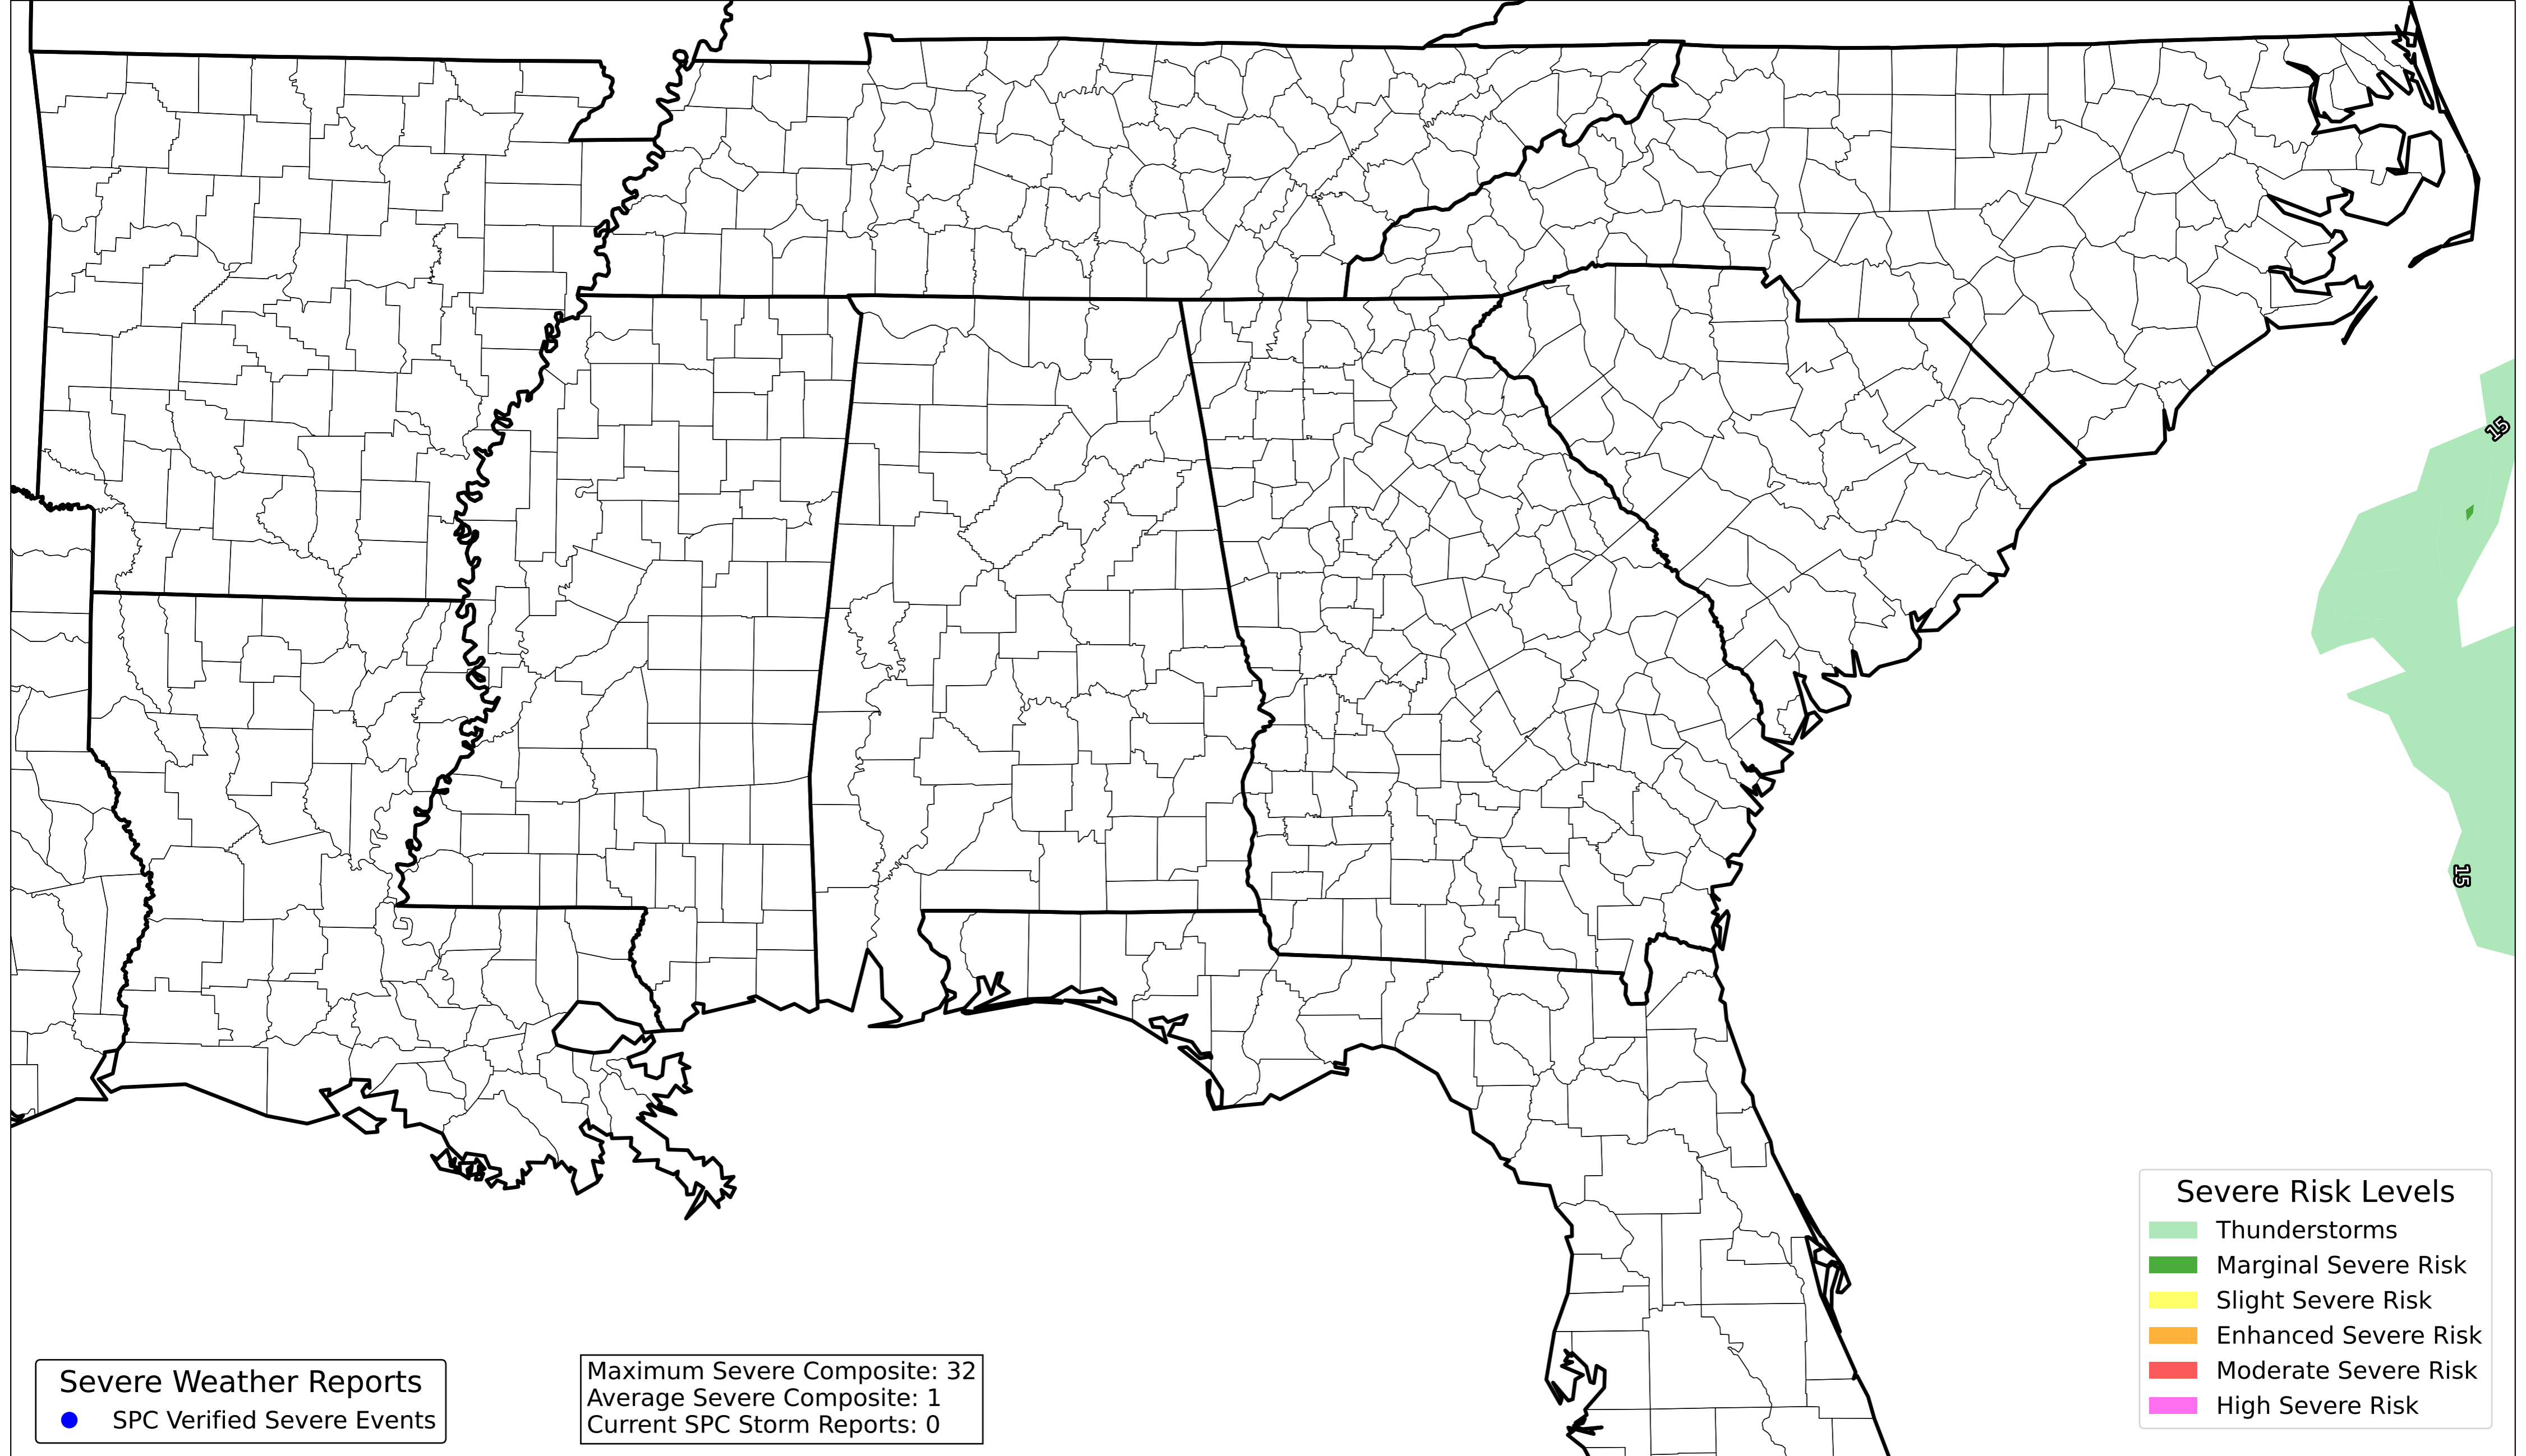 15
15
Severe Risk Levels
Thunderstorms
Marginal Severe Risk
Slight Severe Risk
Enhanced Severe Risk
Moderate Severe Risk
High Severe Risk
Severe Weather Reports
SPC Verified Severe Events
Maximum Severe Composite: 32
Average Severe Composite: 1
Current SPC Storm Reports: 0